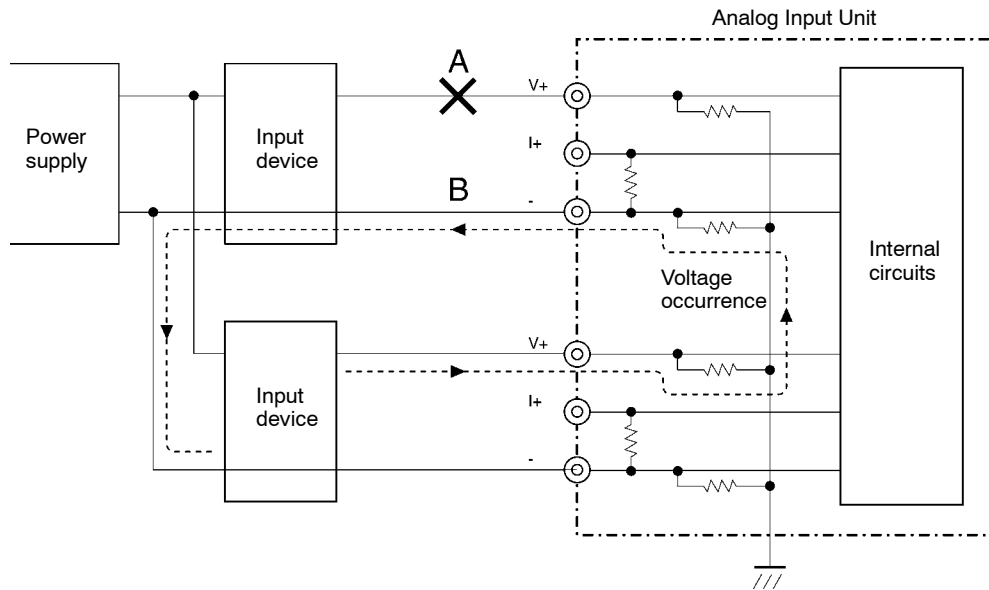 Analog Input Unit
A
V+
Power
supply
Input
device
I+
B
-
Internal
circuits
Voltage
occurrence
V+
Input
device
I+
-